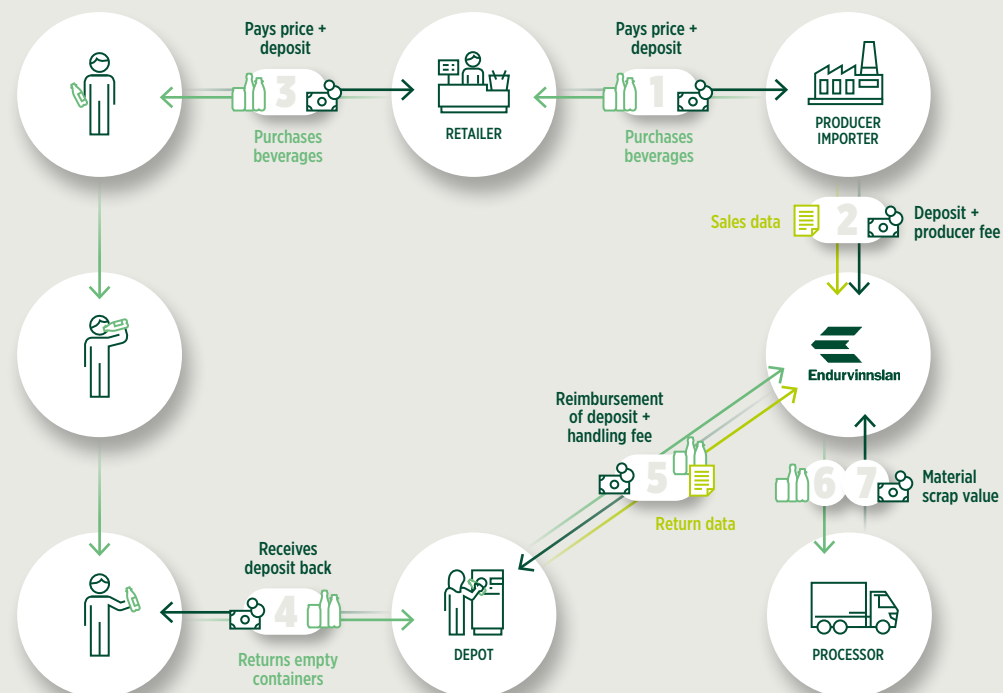 Pays price +
deposit
3
Purchases
beverages
RETAILER
Pays price +
deposit
1
Purchases
beverages
PRODUCER
IMPORTER
Sales data
2
Deposit +
producer fee
Endurvinnslan
Reimbursement
of deposit +
handling fee
5
Return data
6
7
Material
scrap value
Receives
deposit back
4
Returns empty
containers
DEPOT
PROCESSOR